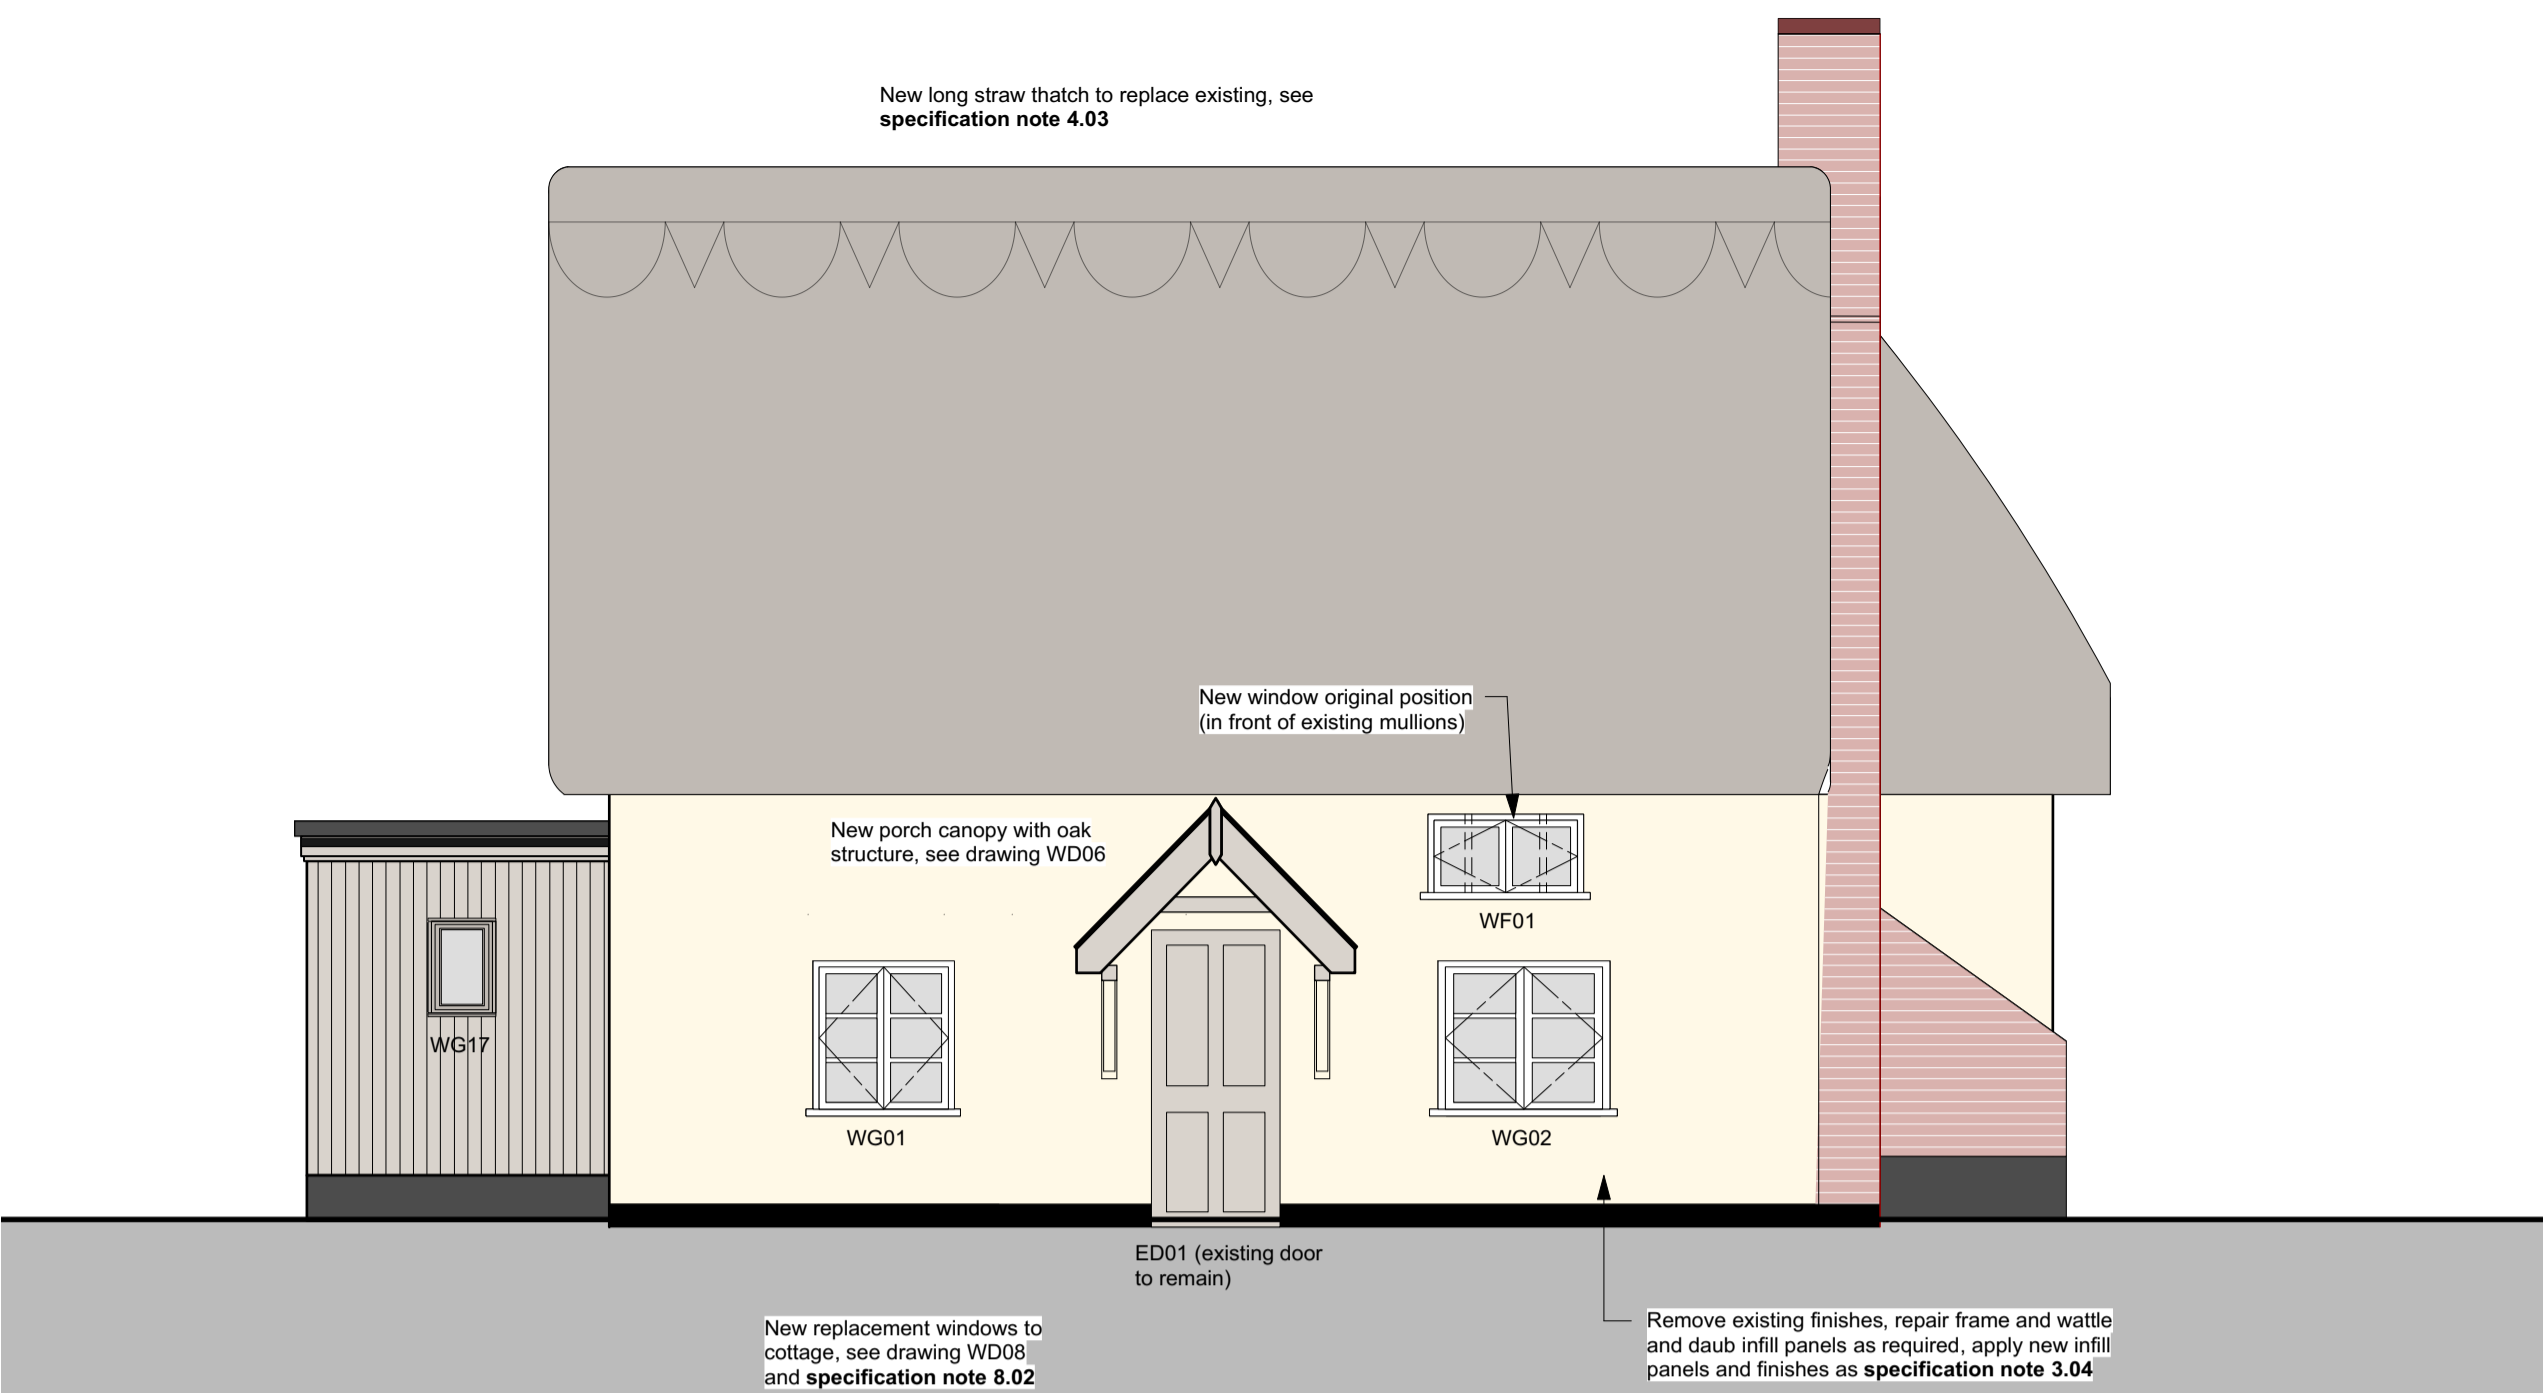 New long straw thatch to replace existing, see
specification note 4.03
New window original position
(in front of existing mullions)
New porch canopy with oak
structure, see drawing WD06
WF01
WG17
WG01
WG02
ED01 (existing door
to remain)
New replacement windows to
cottage, see drawing WD08
and specification note 8.02
Remove existing finishes, repair frame and wattle
and daub infill panels as required, apply new infill
panels and finishes as specification note 3.04